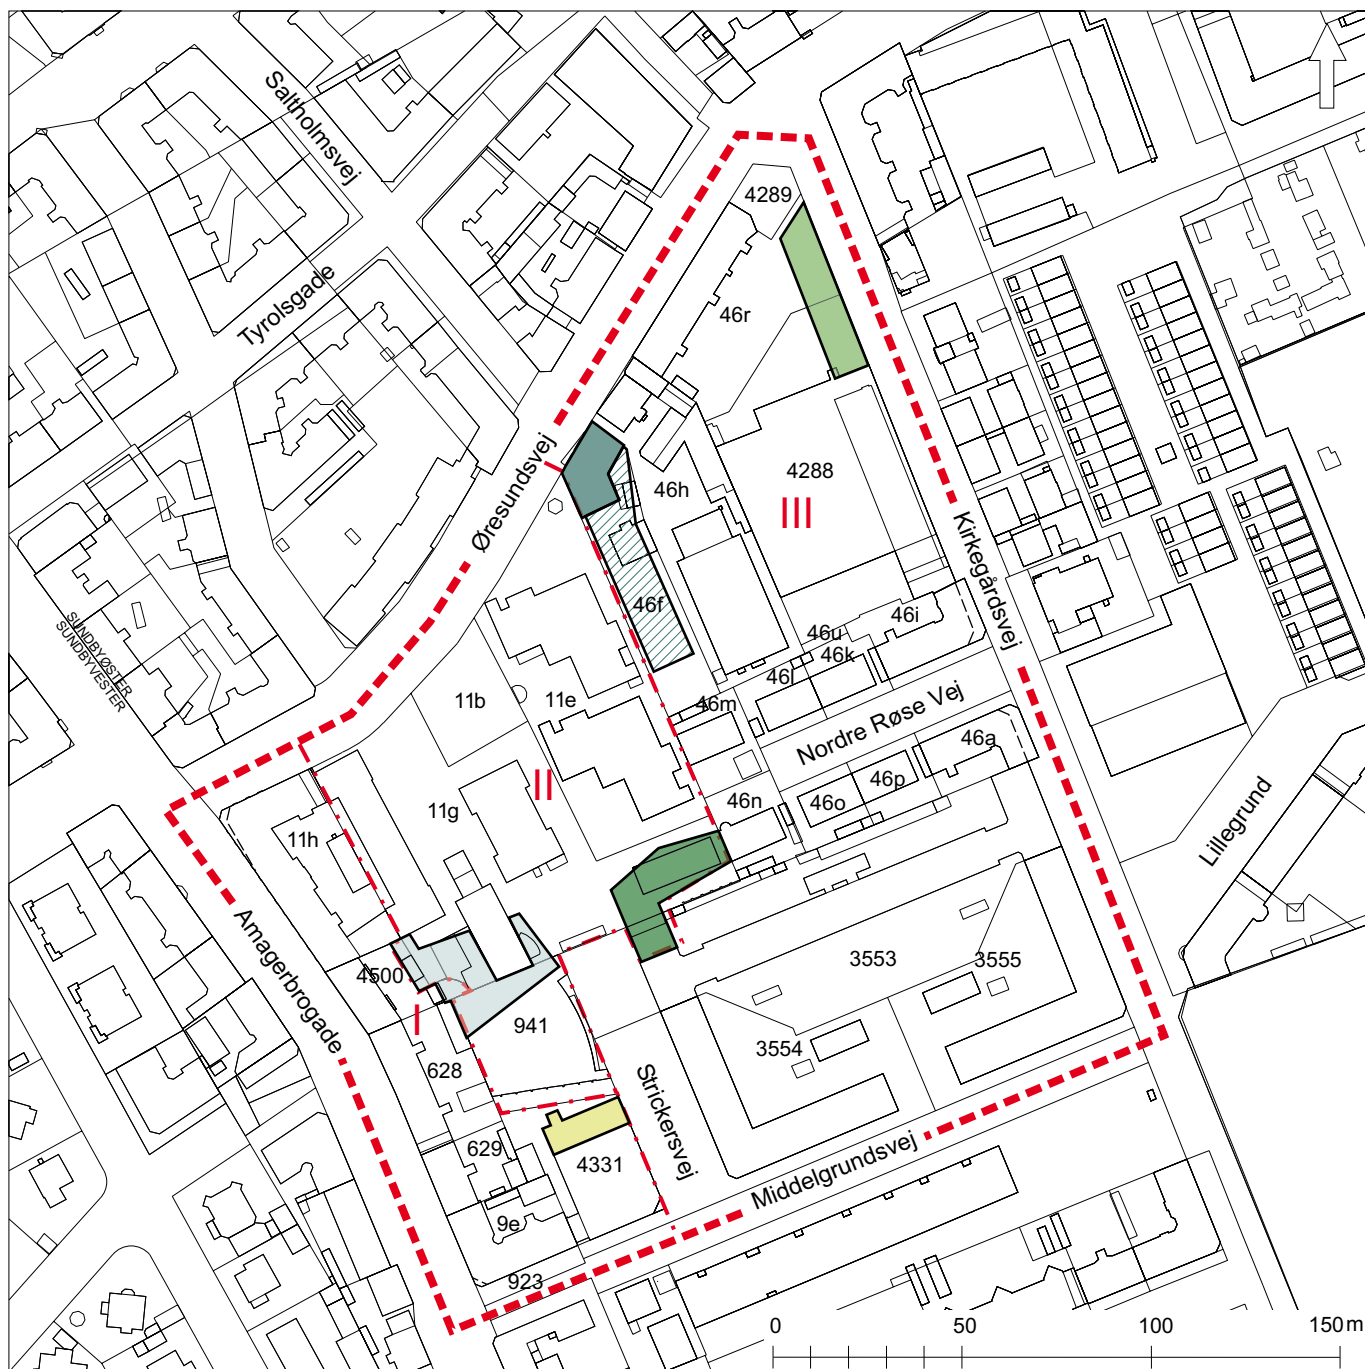 Saltholmsvej
Tyrolsgade
4289
46r
Øresundsvej
46h
4288
III
Kirkegårdsvej
46f
46i
46u
46k
46l
SUNDBYØSTER
SUNDBYVESTER
11b
11e
46m
Nordre Røse Vej
46a
II
46p
46n
46o
11g
11h
Lillegrund
Amagerbrogade
4500
3553
3555
I
941
3554
628
Strickersvej
629
4331
Middelgrundsvej
9e
923
0 50 100 150 m